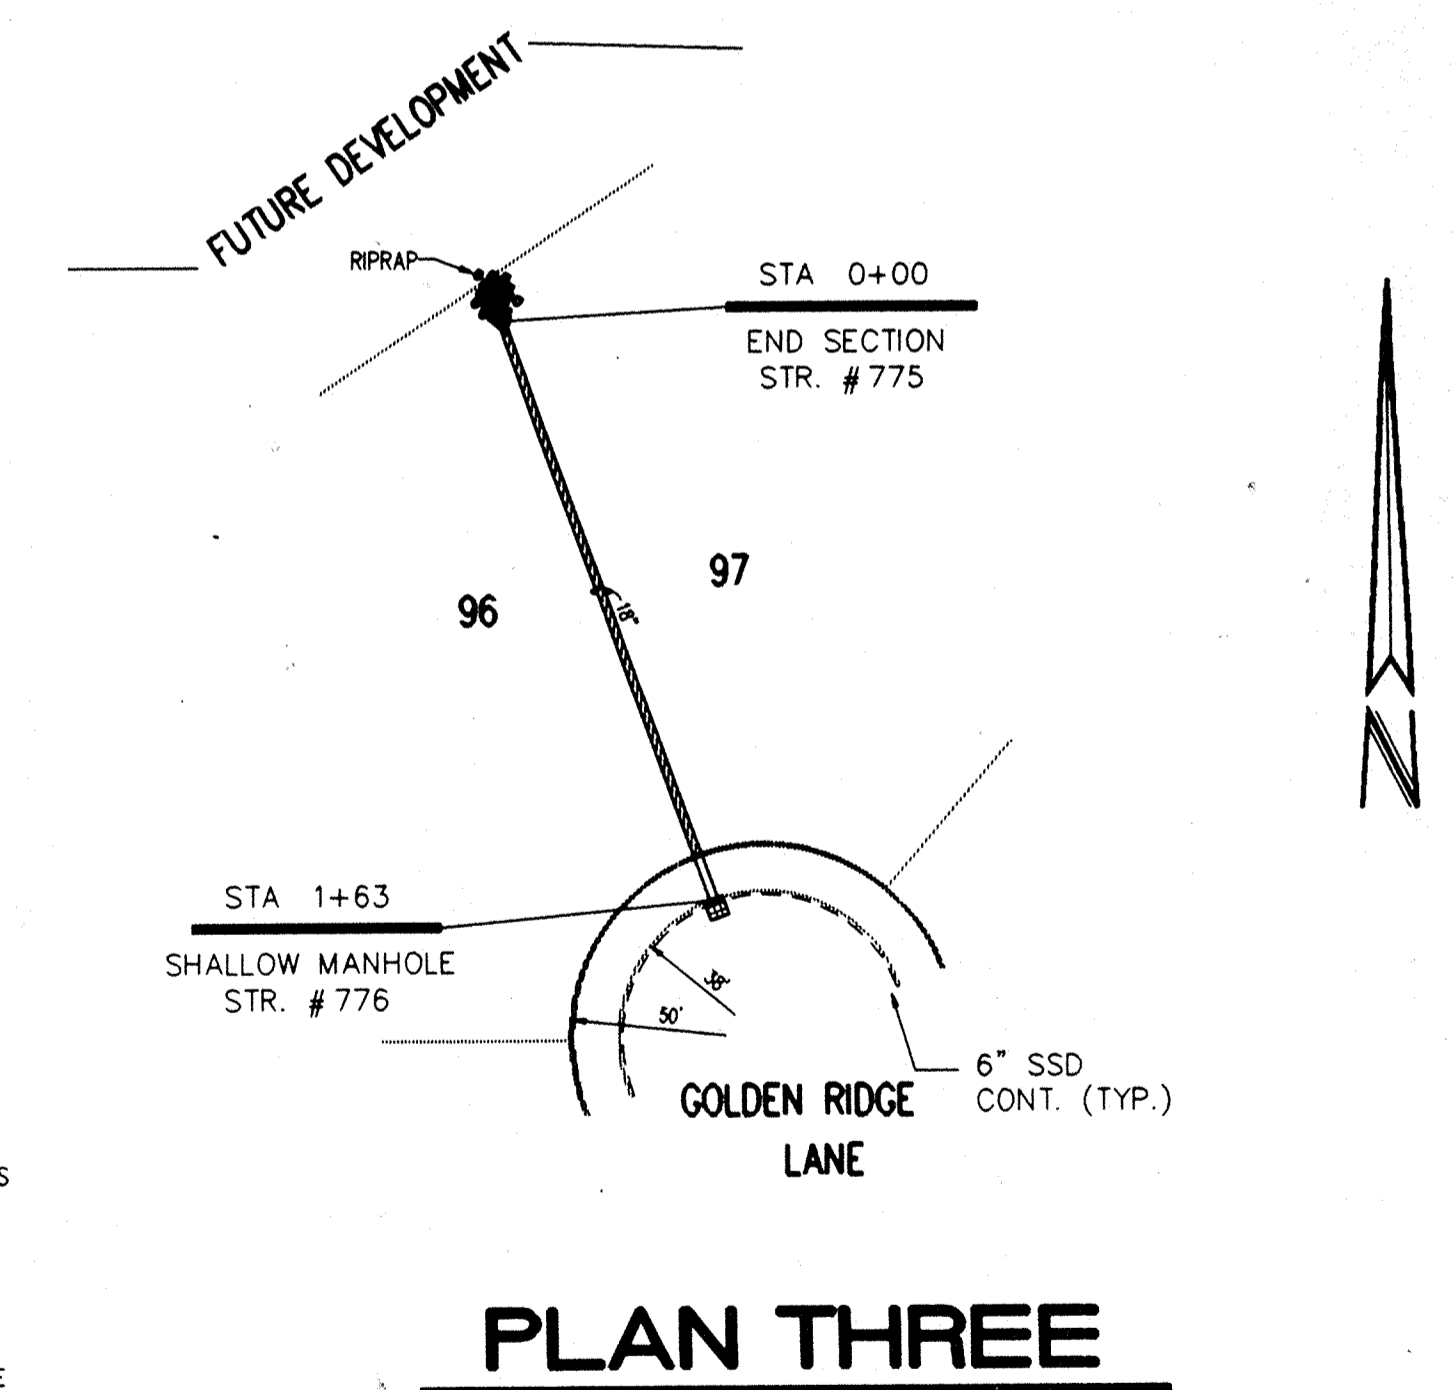 FUTURE DEVELOPMENT
RIPRAP
STA 0+00
END SECTION
STR. #775
97
96
18"
STA 1+63
SHALLOW MANHOLE
STR. #776
38'
50'
6" SSD
CONT. (TYP.)
GOLDEN RIDGE
LANE
N
S
E
PLAN THREE